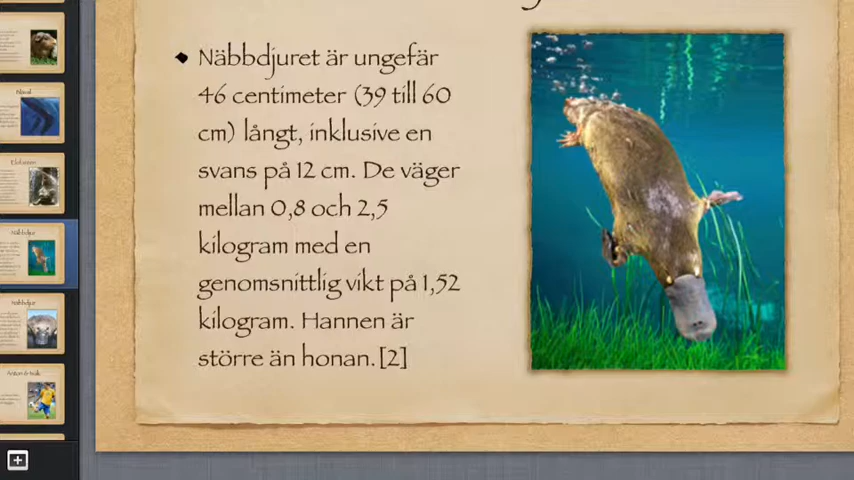 Näbbdjuret är ungefär
46 centimeter (39 till 60
cm) långt, inklusive en
svans på 12 cm. De väger
mellan 0,8 och 2,5
kilogram med en
genomsnittlig vikt på 1,52
kilogram. Hannen är
större än honan.[2]
Näbbdjur
Näbbdjur